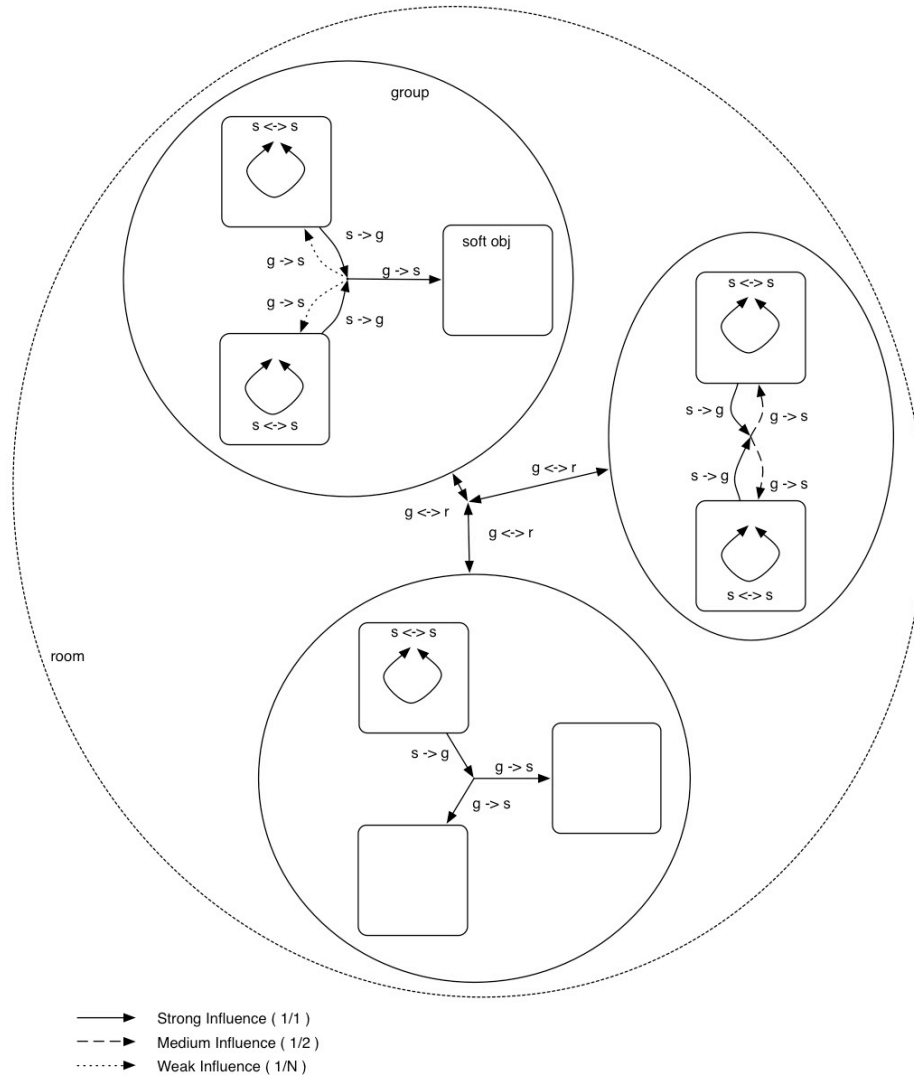 group
s <-> s
s -> g
g -> s
g -> s
g -> s
s -> g
s <-> s
soft obj
s <-> s
s -> g
g -> s
s -> g
g -> s
s <-> s
g <-> r
g <-> r
g <-> r
room
s <-> s
s -> g
g -> s
g -> s
Strong Influence ( 1/1 )
Medium Influence ( 1/2 )
Weak Influence ( 1/N )